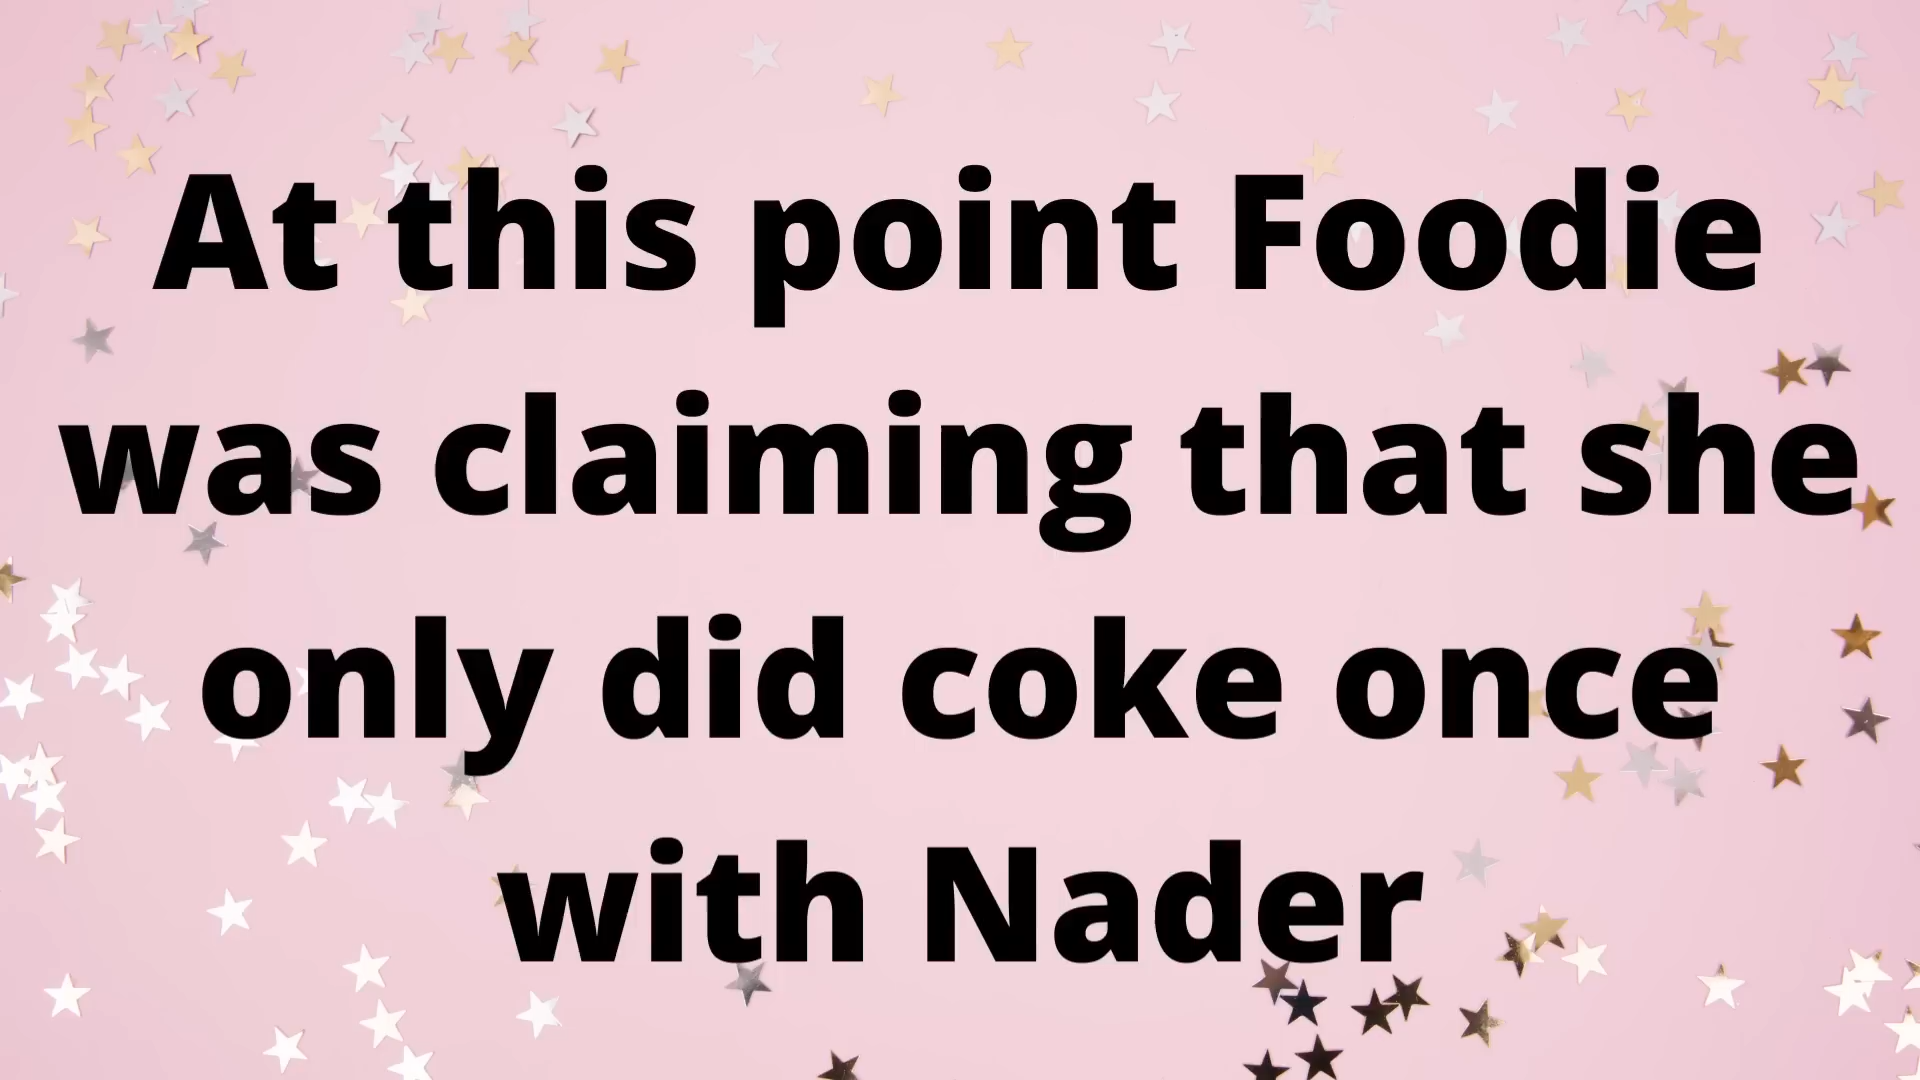 At this point Foodie
was claiming that she
only did coke once
with Nader